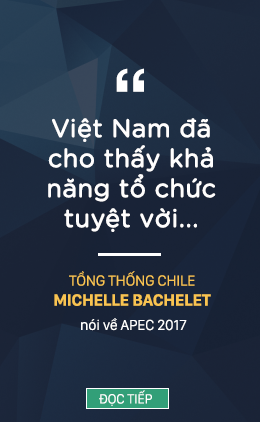 “
Việt Nam đã
cho thấy khả
năng tổ chức
tuyệt vời...
TỔNG THỐNG CHILE
MICHELLE BACHELET
nói về APEC 2017
ĐỌC TIẾP